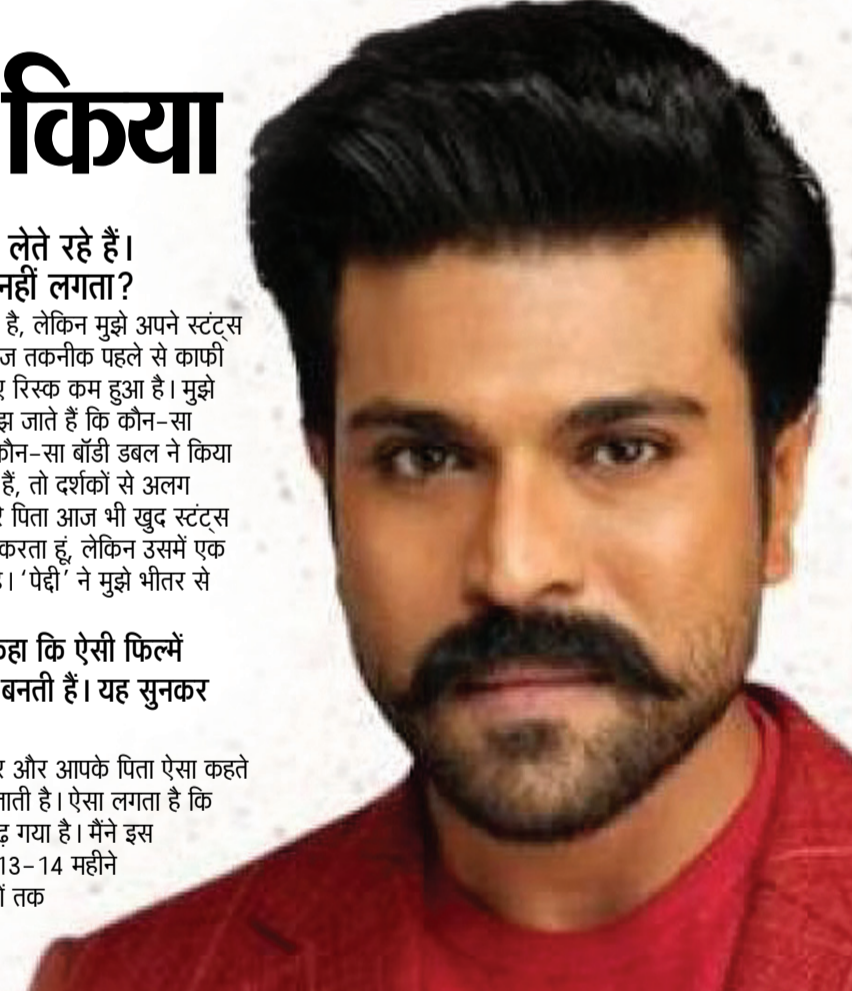 किया
लेते रहे हैं।
नहीं लगता?
है, लेकिन मुझे अपने स्टंट्स
तकनीक पहले से काफी
रिस्क कम हुआ है। मुझे
जाते हैं कि कौन-सा
कौन-सा बॉडी डबल ने किया
हैं, तो दर्शकों से अलग
पिता आज भी खुद स्टंट्स
करता हूं, लेकिन उसमें एक
। ‘पेद्दी’ ने मुझे भीतर से
कहा कि ऐसी फिल्में
बनती हैं। यह सुनकर
और आपके पिता ऐसा कहते
जाती है। ऐसा लगता है कि
गया है। मैंने इस
13-14 महीने
तक